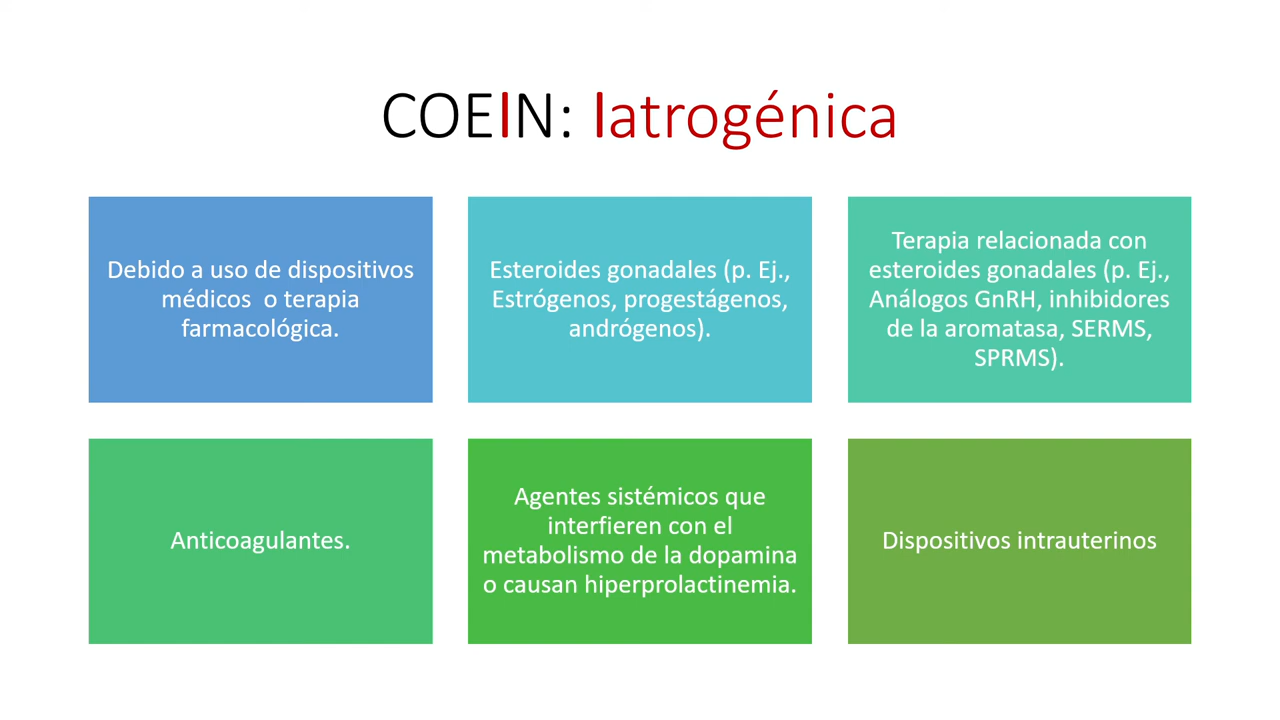 COEIN: Iatrogénica
Debido a uso de dispositivos
médicos o terapia
farmacológica.
Esteroides gonadales (p. Ej.,
Estrógenos, progestágenos,
andrógenos).
Terapia relacionada con
esteroides gonadales (p. Ej.,
Análogos GnRH, inhibidores
de la aromatasa, SERMS,
SPRMS).
Anticoagulantes.
Agentes sistémicos que
interfieren con el
metabolismo de la dopamina
o causan hiperprolactinemia.
Dispositivos intrauterinos